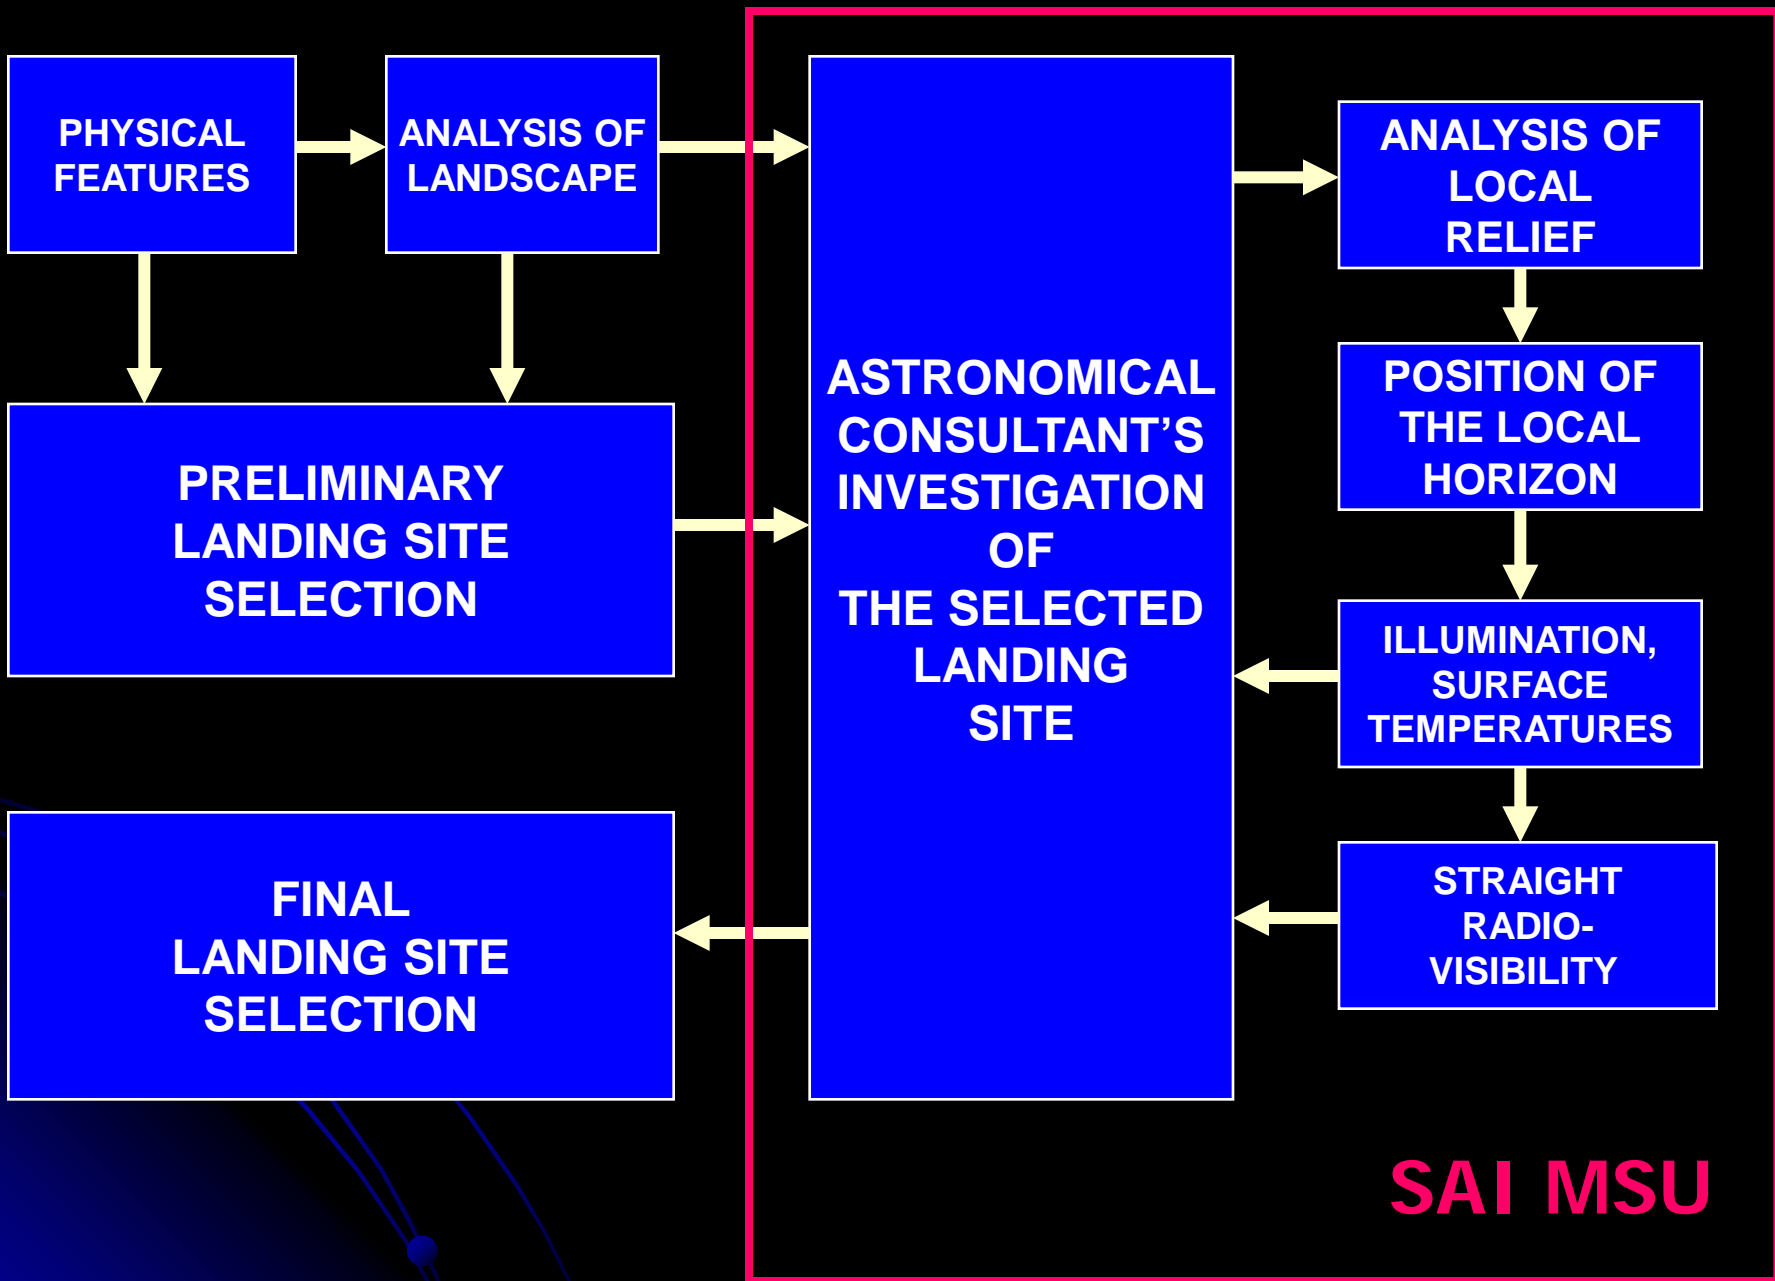 PHYSICAL
FEATURES
ANALYSIS OF
LANDSCAPE
PRELIMINARY
LANDING SITE
SELECTION
FINAL
LANDING SITE
SELECTION
ASTRONOMICAL
CONSULTANT’S
INVESTIGATION
OF
THE SELECTED
LANDING
SITE
ANALYSIS OF
LOCAL
RELIEF
POSITION OF
THE LOCAL
HORIZON
ILLUMINATION,
SURFACE
TEMPERATURES
STRAIGHT
RADIO-
VISIBILITY
SAI MSU